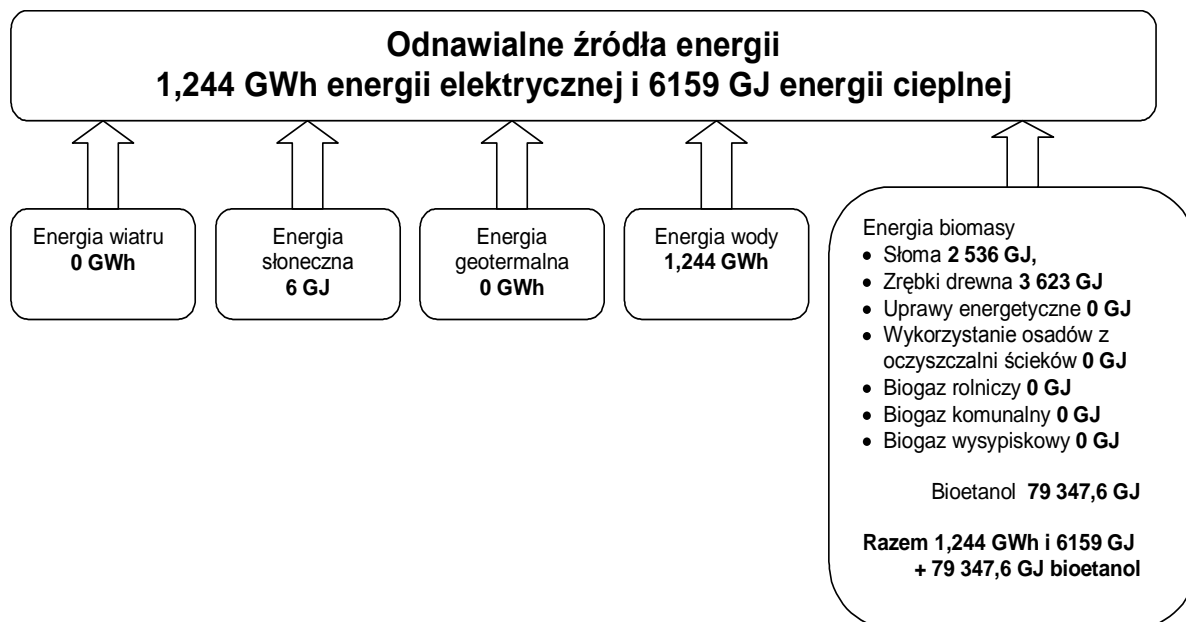 Odnawialne źródła energii
1,244 GWh energii elektrycznej i 6159 GJ energii cieplnej
Energia wiatru
0 GWh
Energia
słoneczna
6 GJ
Energia
geotermalna
0 GWh
Energia wody
1,244 GWh
Energia biomasy
• Słoma 2 536 GJ,
• Zrębki drewna 3 623 GJ
• Uprawy energetyczne 0 GJ
• Wykorzystanie osadów z
oczyszczalni ścieków 0 GJ
• Biogaz rolniczy 0 GJ
• Biogaz komunalny 0 GJ
• Biogaz wysypiskowy 0 GJ
Bioetanol 79 347,6 GJ
Razem 1,244 GWh i 6159 GJ
+ 79 347,6 GJ bioetanol